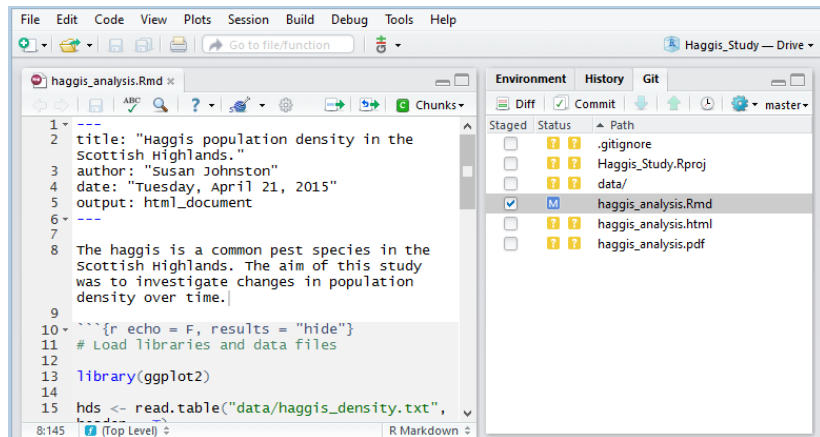 File Edit Code View Plots Session Build Debug Tools Help
Go to file/function
Haggis_Study — Drive
haggis_analysis.Rmd
ABC
?
Chunks
1 ---
2 title: "Haggis population density in the
Scottish Highlands."
3 author: "Susan Johnston"
4 date: "Tuesday, April 21, 2015"
5 output: html_document
6 ---
7
8 The haggis is a common pest species in the
Scottish Highlands. The aim of this study
was to investigate changes in population
density over time.
9
10 ```{r echo = F, results = "hide"}
11 # Load libraries and data files
12
13 library(ggplot2)
14
15 hds <- read.table("data/haggis_density.txt",
8:145 (Top Level) R Markdown
Environment History Git
Diff Commit master
Staged Status Path
? ? .gitignore
? ? Haggis_Study.Rproj
? ? data/
M haggis_analysis.Rmd
? ? haggis_analysis.html
? ? haggis_analysis.pdf